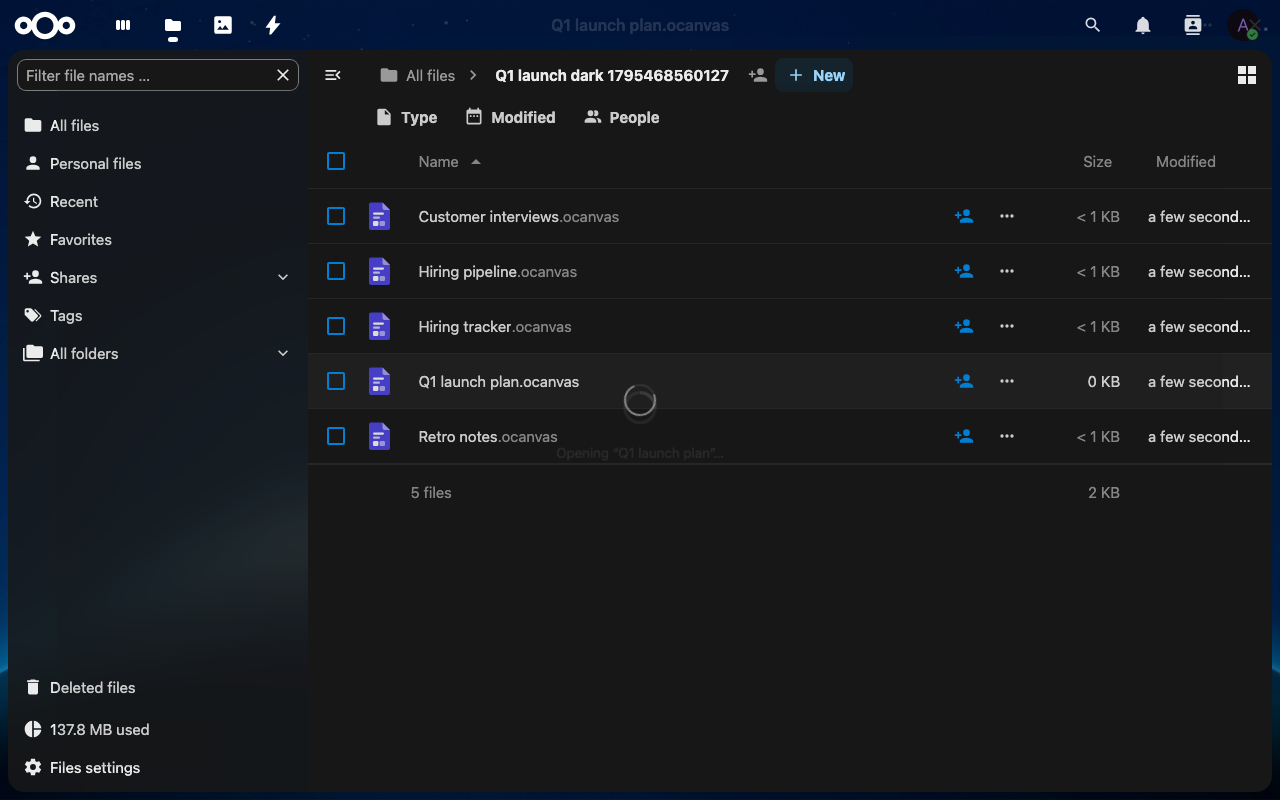 Q1 launch plan.ocanvas
A
Filter file names ...
All files
Q1 launch dark 1795468560127
New
Type
Modified
People
All files
Personal files
Recent
Favorites
Shares
Tags
All folders
Name
Size
Modified
Customer interviews.ocanvas
< 1 KB
a few second...
Hiring pipeline.ocanvas
< 1 KB
a few second...
Hiring tracker.ocanvas
< 1 KB
a few second...
Q1 launch plan.ocanvas
0 KB
a few second...
Retro notes.ocanvas
< 1 KB
a few second...
Opening “Q1 launch plan”...
5 files
2 KB
Deleted files
137.8 MB used
Files settings